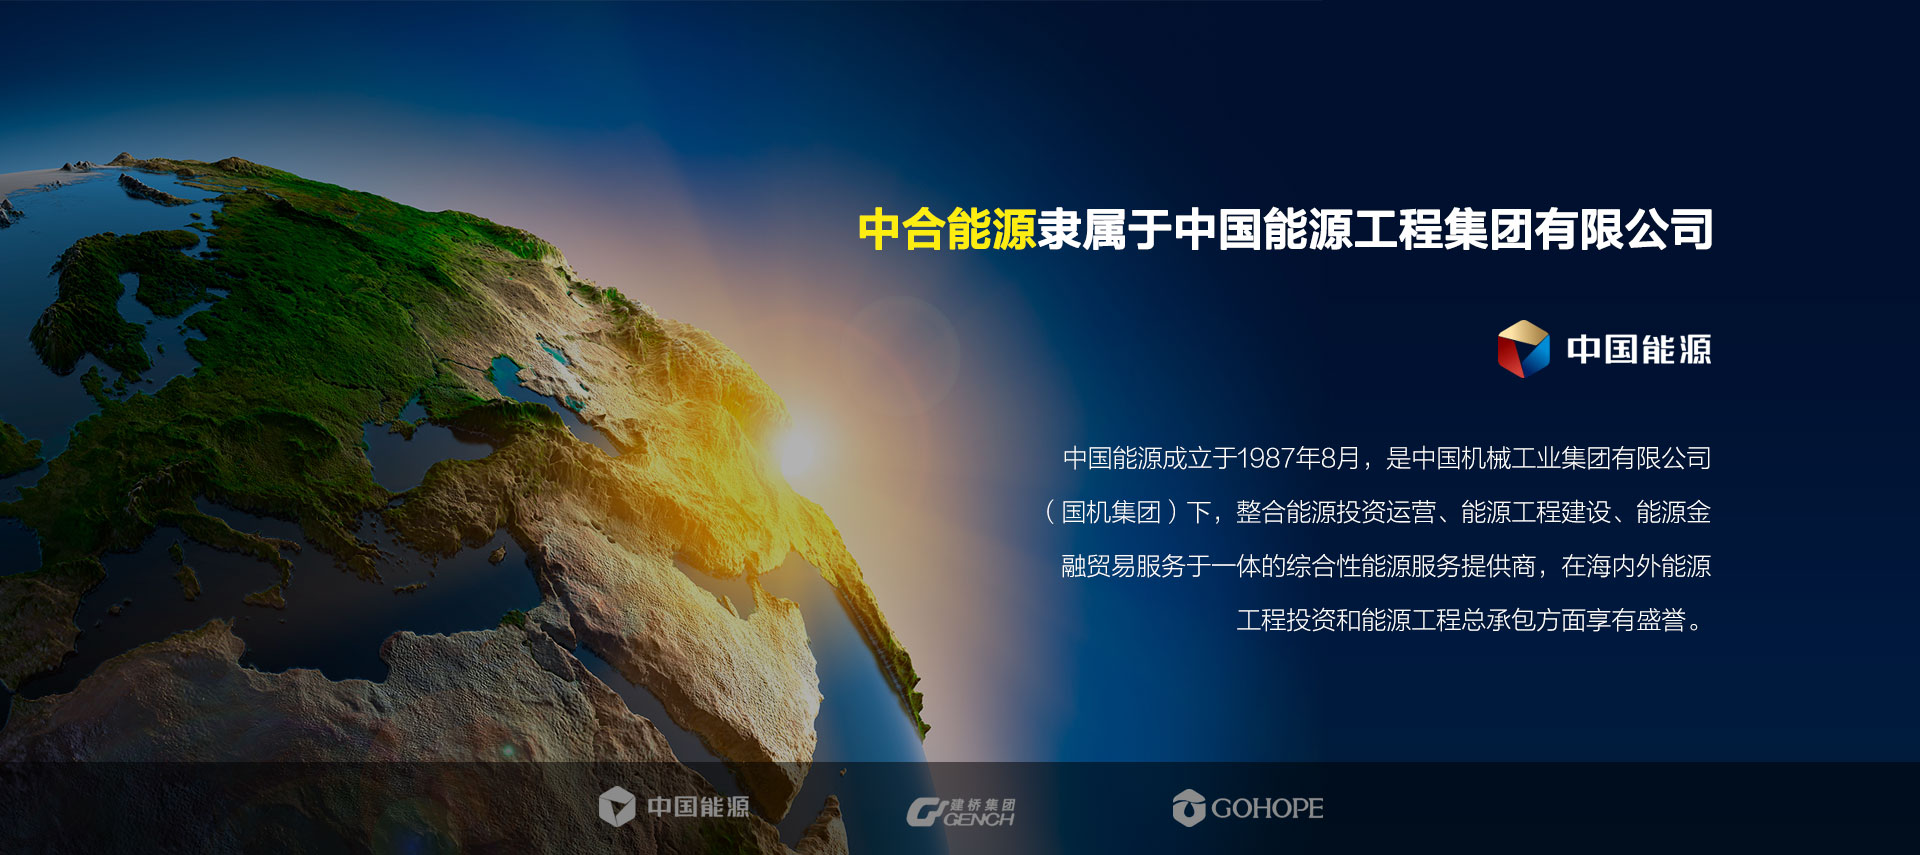 中合能源隶属于中国能源工程集团有限公司
中国能源
中国能源成立于1987年8月，是中国机械工业集团有限公司
（国机集团）下，整合能源投资运营、能源工程建设、能源金
融贸易服务于一体的综合性能源服务提供商，在海内外能源
工程投资和能源工程总承包方面享有盛誉。
中国能源
建桥集团
GENCH
GOHOPE